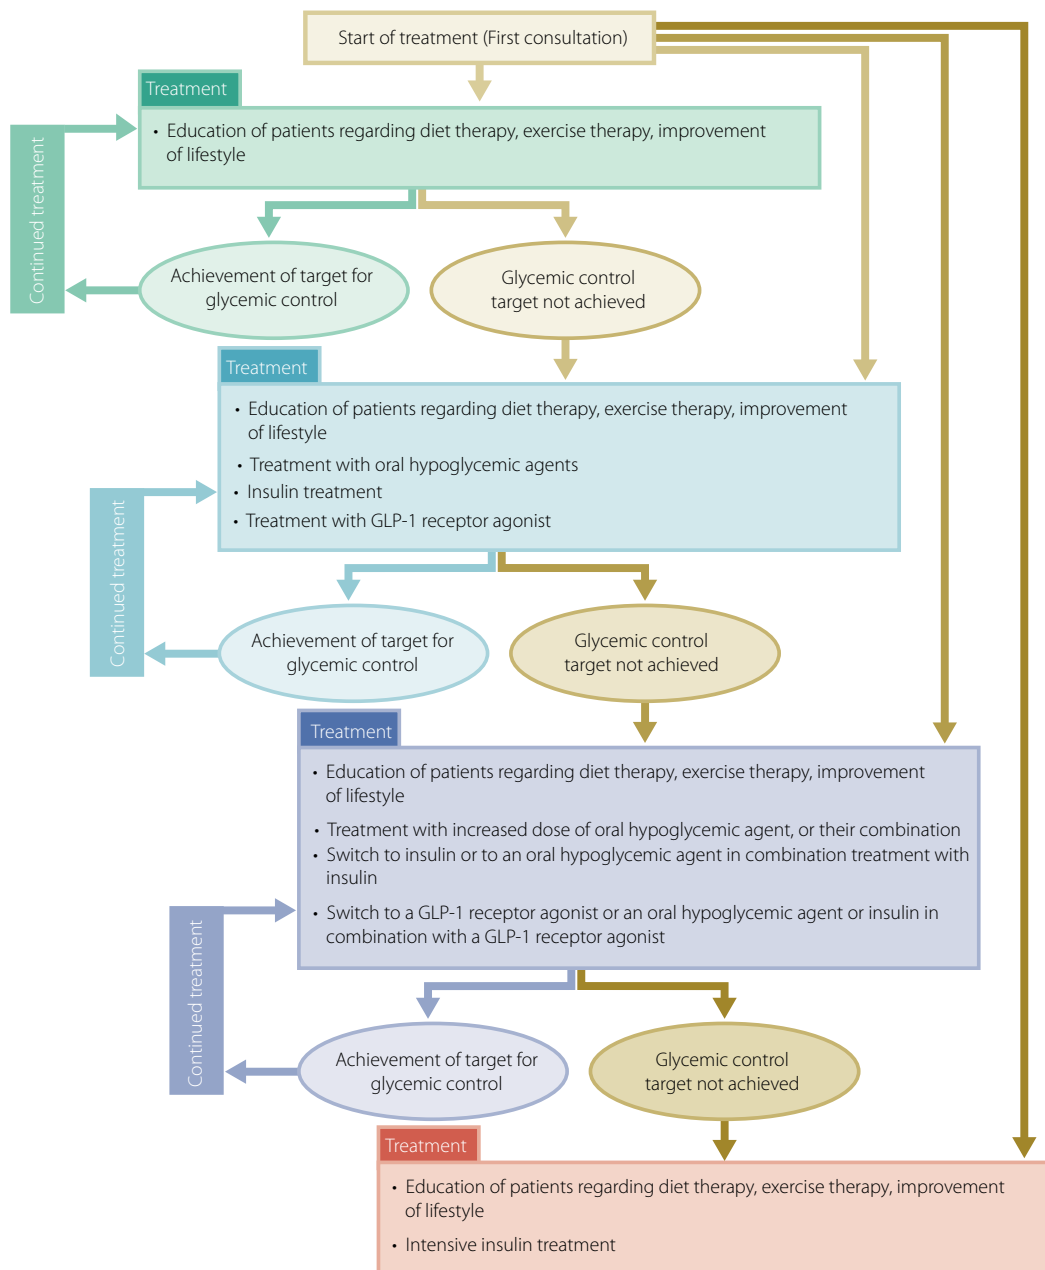 Start of treatment (First consultation)
Treatment
• Education of patients regarding diet therapy, exercise therapy, improvement
of lifestyle
Continued treatment
Achievement of target for
glycemic control
Glycemic control
target not achieved
Treatment
• Education of patients regarding diet therapy, exercise therapy, improvement
of lifestyle
• Treatment with oral hypoglycemic agents
• Insulin treatment
• Treatment with GLP-1 receptor agonist
Continued treatment
Achievement of target for
glycemic control
Glycemic control
target not achieved
Treatment
• Education of patients regarding diet therapy, exercise therapy, improvement
of lifestyle
• Treatment with increased dose of oral hypoglycemic agent, or their combination
• Switch to insulin or to an oral hypoglycemic agent in combination treatment with
insulin
• Switch to a GLP-1 receptor agonist or an oral hypoglycemic agent or insulin in
combination with a GLP-1 receptor agonist
Continued treatment
Achievement of target for
glycemic control
Glycemic control
target not achieved
Treatment
• Education of patients regarding diet therapy, exercise therapy, improvement
of lifestyle
• Intensive insulin treatment